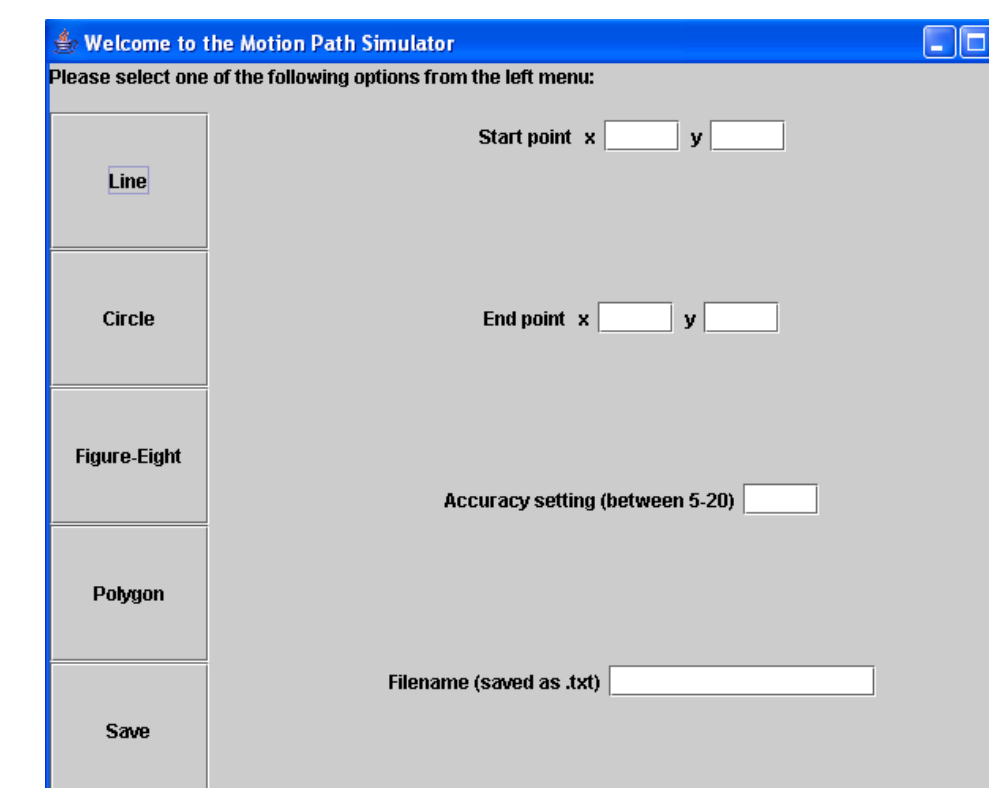 Welcome to the Motion Path Simulator
Please select one of the following options from the left menu:
Line
Start point x y
Circle
End point x y
Figure-Eight
Accuracy setting (between 5-20)
Polygon
Filename (saved as .txt)
Save